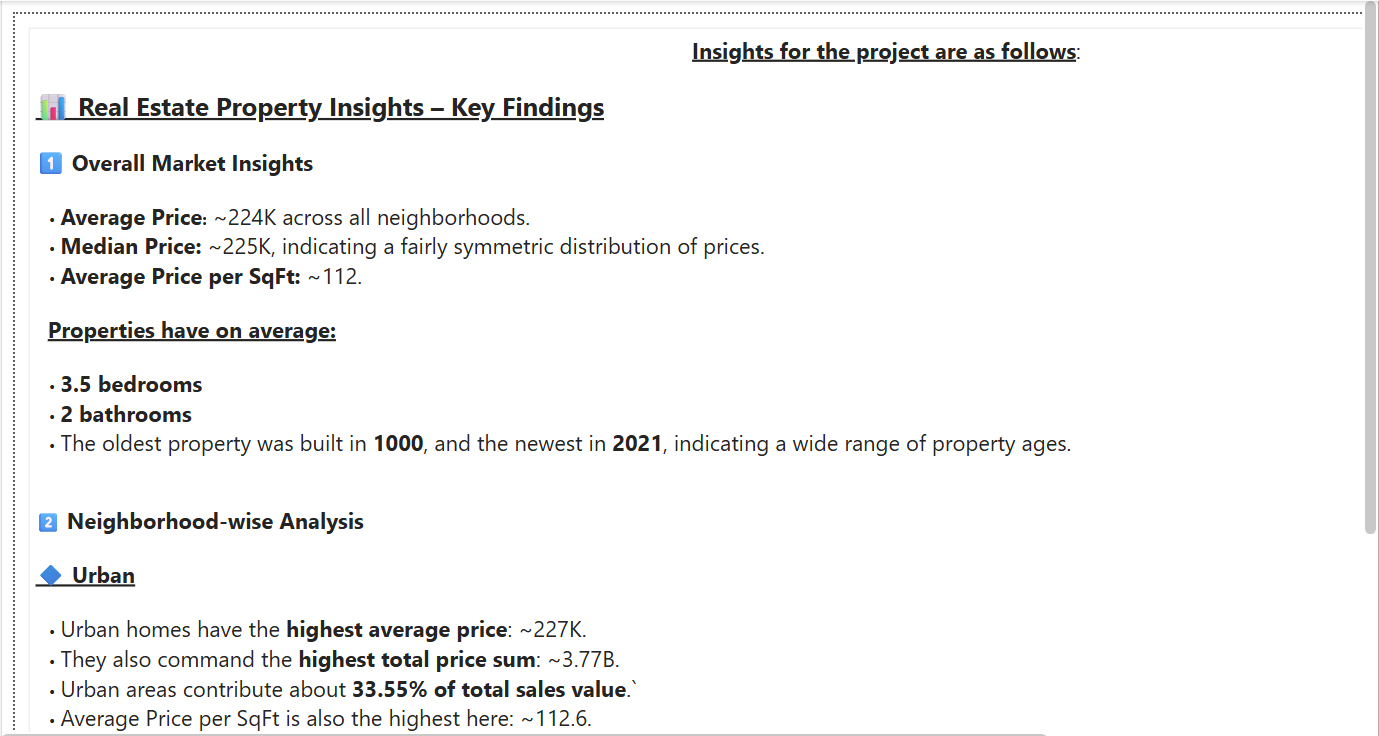 Insights for the project are as follows:
📊 Real Estate Property Insights – Key Findings
1️⃣ Overall Market Insights
• Average Price: ~224K across all neighborhoods.
• Median Price: ~225K, indicating a fairly symmetric distribution of prices.
• Average Price per SqFt: ~112.
Properties have on average:
• 3.5 bedrooms
• 2 bathrooms
• The oldest property was built in 1000, and the newest in 2021, indicating a wide range of property ages.
2️⃣ Neighborhood-wise Analysis
🔷 Urban
• Urban homes have the highest average price: ~227K.
• They also command the highest total price sum: ~3.77B.
• Urban areas contribute about 33.55% of total sales value.`
• Average Price per SqFt is also the highest here: ~112.6.